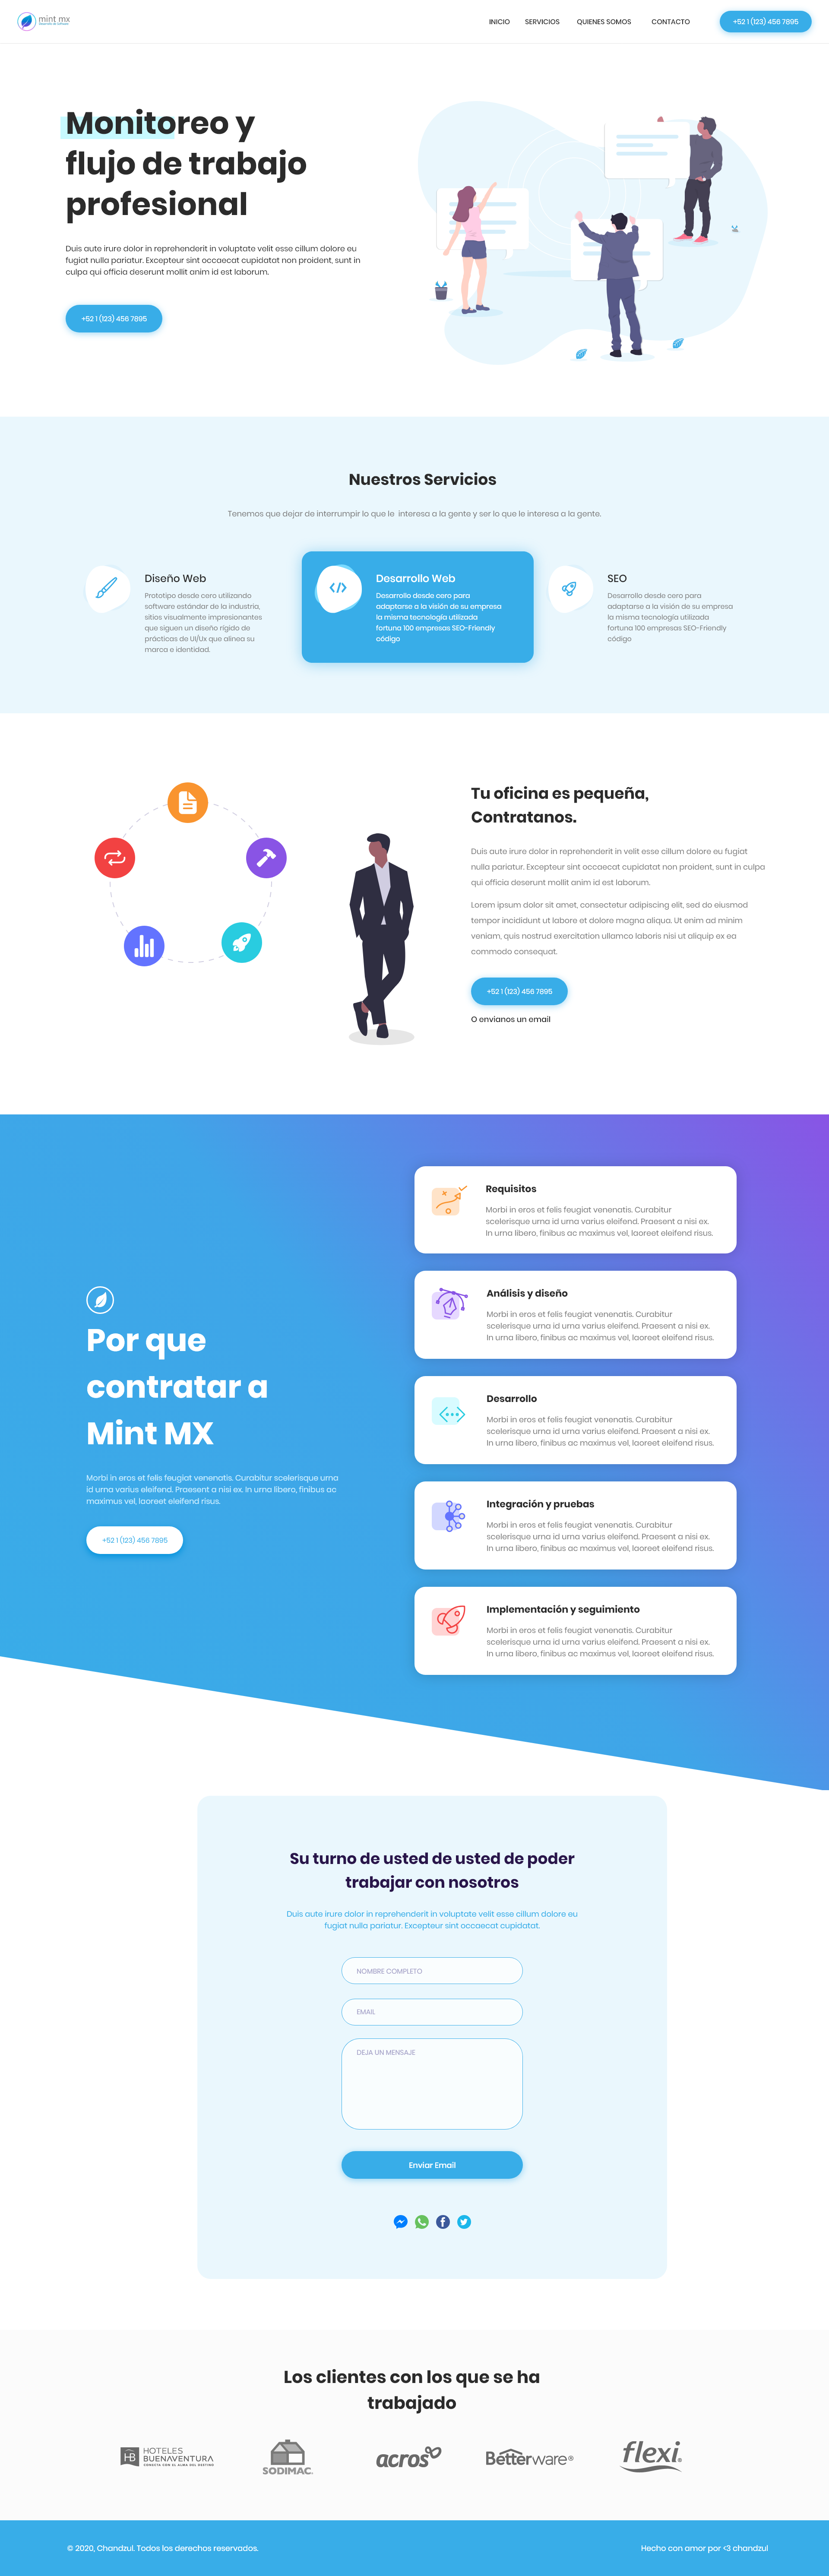 mint mx
INICIO SERVICIOS QUIENES SOMOS CONTACTO +52 1 (123) 456 7895
Monitoreo y
flujo de trabajo
profesional
Duis aute irure dolor in reprehenderit in voluptate velit esse cillum dolore eu
fugiat nulla pariatur. Excepteur sint occaecat cupidatat non proident, sunt in
culpa qui officia deserunt mollit anim id est laborum.
+52 1 (123) 456 7895
Nuestros Servicios
Tenemos que dejar de interrumpir lo que le interesa a la gente y ser lo que le interesa a la gente.
Diseño Web
Prototipo desde cero utilizando
software estándar de la industria,
sitios visualmente impresionantes
que siguen un diseño rígido de
prácticas de UI/Ux que alinea su
marca e identidad.
Desarrollo Web
Desarrollo desde cero para
adaptarse a la visión de su empresa
la misma tecnología utilizada
fortuna 100 empresas SEO-Friendly
código
SEO
Desarrollo desde cero para
adaptarse a la visión de su empresa
la misma tecnología utilizada
fortuna 100 empresas SEO-Friendly
código
Tu oficina es pequeña,
Contratanos.
Duis aute irure dolor in reprehenderit in velit esse cillum dolore eu fugiat
nulla pariatur. Excepteur sint occaecat cupidatat non proident, sunt in culpa
qui officia deserunt mollit anim id est laborum.
Lorem ipsum dolor sit amet, consectetur adipiscing elit, sed do eiusmod
tempor incididunt ut labore et dolore magna aliqua. Ut enim ad minim
veniam, quis nostrud exercitation ullamco laboris nisi ut aliquip ex ea
commodo consequat.
+52 1 (123) 456 7895
O envíanos un email
Por que
contratar a
Mint MX
Morbi in eros et felis feugiat venenatis. Curabitur scelerisque urna
id urna varius eleifend. Praesent a nisi ex. In urna libero, finibus ac
maximus vel, laoreet eleifend risus.
+52 1 (123) 456 7895
Requisitos
Morbi in eros et felis feugiat venenatis. Curabitur
scelerisque urna id urna varius eleifend. Praesent a nisi ex.
In urna libero, finibus ac maximus vel, laoreet eleifend risus.
Análisis y diseño
Morbi in eros et felis feugiat venenatis. Curabitur
scelerisque urna id urna varius eleifend. Praesent a nisi ex.
In urna libero, finibus ac maximus vel, laoreet eleifend risus.
Desarrollo
Morbi in eros et felis feugiat venenatis. Curabitur
scelerisque urna id urna varius eleifend. Praesent a nisi ex.
In urna libero, finibus ac maximus vel, laoreet eleifend risus.
Integración y pruebas
Morbi in eros et felis feugiat venenatis. Curabitur
scelerisque urna id urna varius eleifend. Praesent a nisi ex.
In urna libero, finibus ac maximus vel, laoreet eleifend risus.
Implementación y seguimiento
Morbi in eros et felis feugiat venenatis. Curabitur
scelerisque urna id urna varius eleifend. Praesent a nisi ex.
In urna libero, finibus ac maximus vel, laoreet eleifend risus.
Su turno de usted de usted de poder
trabajar con nosotros
Duis aute irure dolor in reprehenderit in voluptate velit esse cillum dolore eu
fugiat nulla pariatur. Excepteur sint occaecat cupidatat.
NOMBRE COMPLETO
EMAIL
DEJA UN MENSAJE
Enviar Email
Los clientes con los que se ha
trabajado
HB HOTELES
BUENAVENTURA
CONECTA CON EL ALMA DEL DESTINO
SODIMAC
acros
Betterware®
flexi®
© 2020, Chandzul. Todos los derechos reservados.
Hecho con amor por <3 chandzul